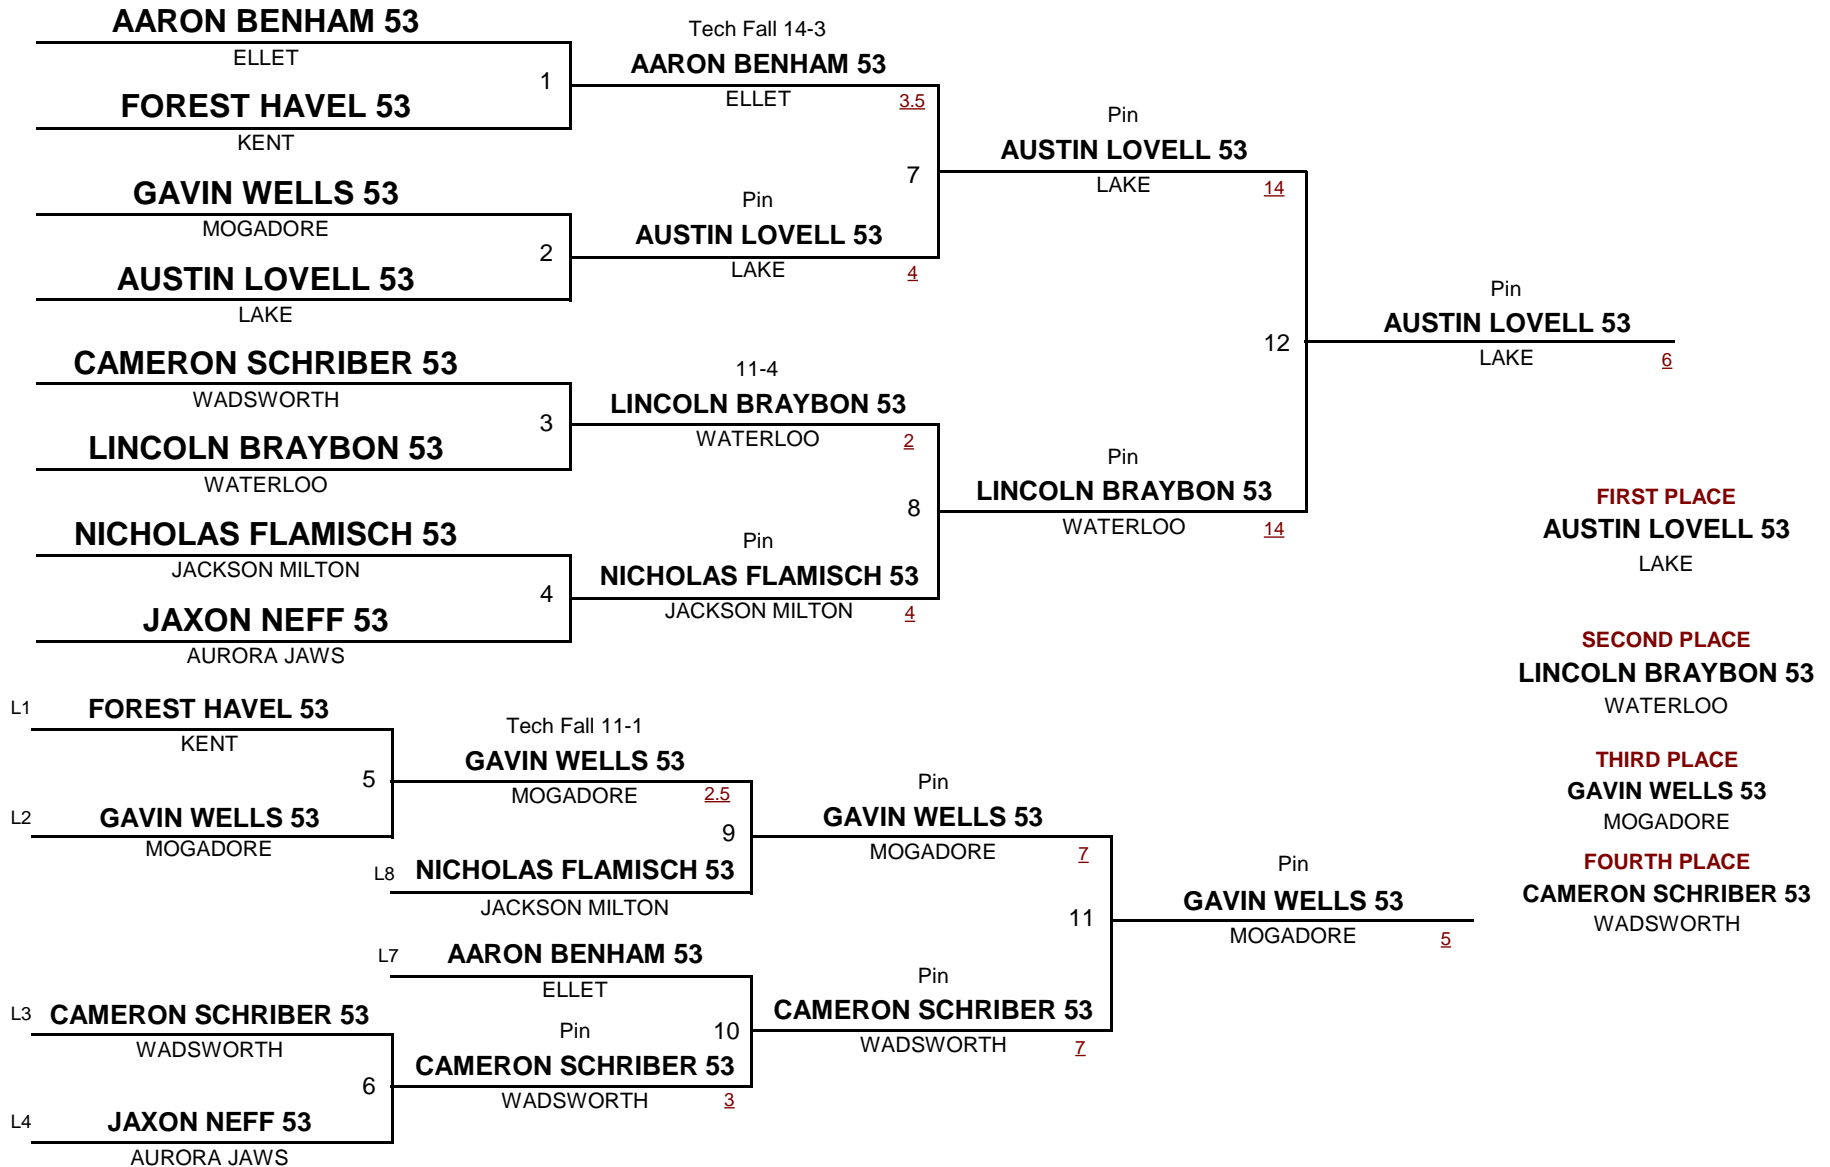 AARON BENHAM 53
ELLET
1
FOREST HAVEL 53
KENT
GAVIN WELLS 53
MOGADORE
2
AUSTIN LOVELL 53
LAKE
CAMERON SCHRIBER 53
WADSWORTH
3
LINCOLN BRAYBON 53
WATERLOO
NICHOLAS FLAMISCH 53
JACKSON MILTON
4
JAXON NEFF 53
AURORA JAWS
Tech Fall 14-3
AARON BENHAM 53
ELLET 3.5
7
Pin
AUSTIN LOVELL 53
LAKE 4
11-4
LINCOLN BRAYBON 53
WATERLOO 2
8
Pin
NICHOLAS FLAMISCH 53
JACKSON MILTON 4
Pin
AUSTIN LOVELL 53
LAKE 14
12
Pin
LINCOLN BRAYBON 53
WATERLOO 14
Pin
AUSTIN LOVELL 53
LAKE 6
FIRST PLACE
AUSTIN LOVELL 53
LAKE
SECOND PLACE
LINCOLN BRAYBON 53
WATERLOO
THIRD PLACE
GAVIN WELLS 53
MOGADORE
FOURTH PLACE
CAMERON SCHRIBER 53
WADSWORTH
L1 FOREST HAVEL 53
KENT
5
L2 GAVIN WELLS 53
MOGADORE
L3 CAMERON SCHRIBER 53
WADSWORTH
6
L4 JAXON NEFF 53
AURORA JAWS
Tech Fall 11-1
GAVIN WELLS 53
MOGADORE 2.5
9
L8 NICHOLAS FLAMISCH 53
JACKSON MILTON
L7 AARON BENHAM 53
ELLET
Pin 10
CAMERON SCHRIBER 53
WADSWORTH 3
Pin
GAVIN WELLS 53
MOGADORE 7
11
Pin
CAMERON SCHRIBER 53
WADSWORTH 7
Pin
GAVIN WELLS 53
MOGADORE 5